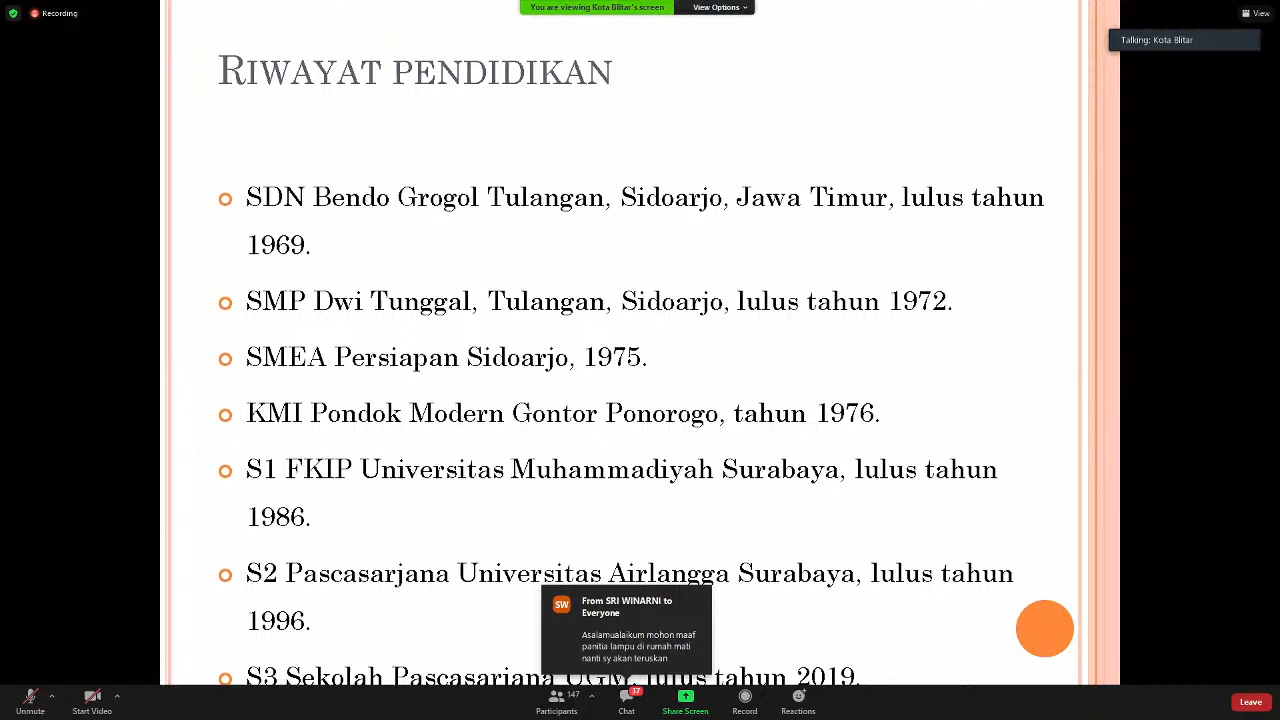 Recording
You are viewing Kota Blitar's screen
View Options
View
Talking: Kota Blitar
RIWAYAT PENDIDIKAN
SDN Bendo Grogol Tulangan, Sidoarjo, Jawa Timur, lulus tahun
1969.
SMP Dwi Tunggal, Tulangan, Sidoarjo, lulus tahun 1972.
SMEA Persiapan Sidoarjo, 1975.
KMI Pondok Modern Gontor Ponorogo, tahun 1976.
S1 FKIP Universitas Muhammadiyah Surabaya, lulus tahun
1986.
S2 Pascasarjana Universitas Airlangga Surabaya, lulus tahun
1996.
S3 Sekolah Pascasarjana UGM, lulus tahun 2019.
SW
From SRI WINARNI to
Everyone
Asalamualaikum mohon maaf
panitia lampu di rumah mati
nanti sy akan teruskan
Unmute
Start Video
147
Participants
37
Chat
Share Screen
Record
Reactions
Leave